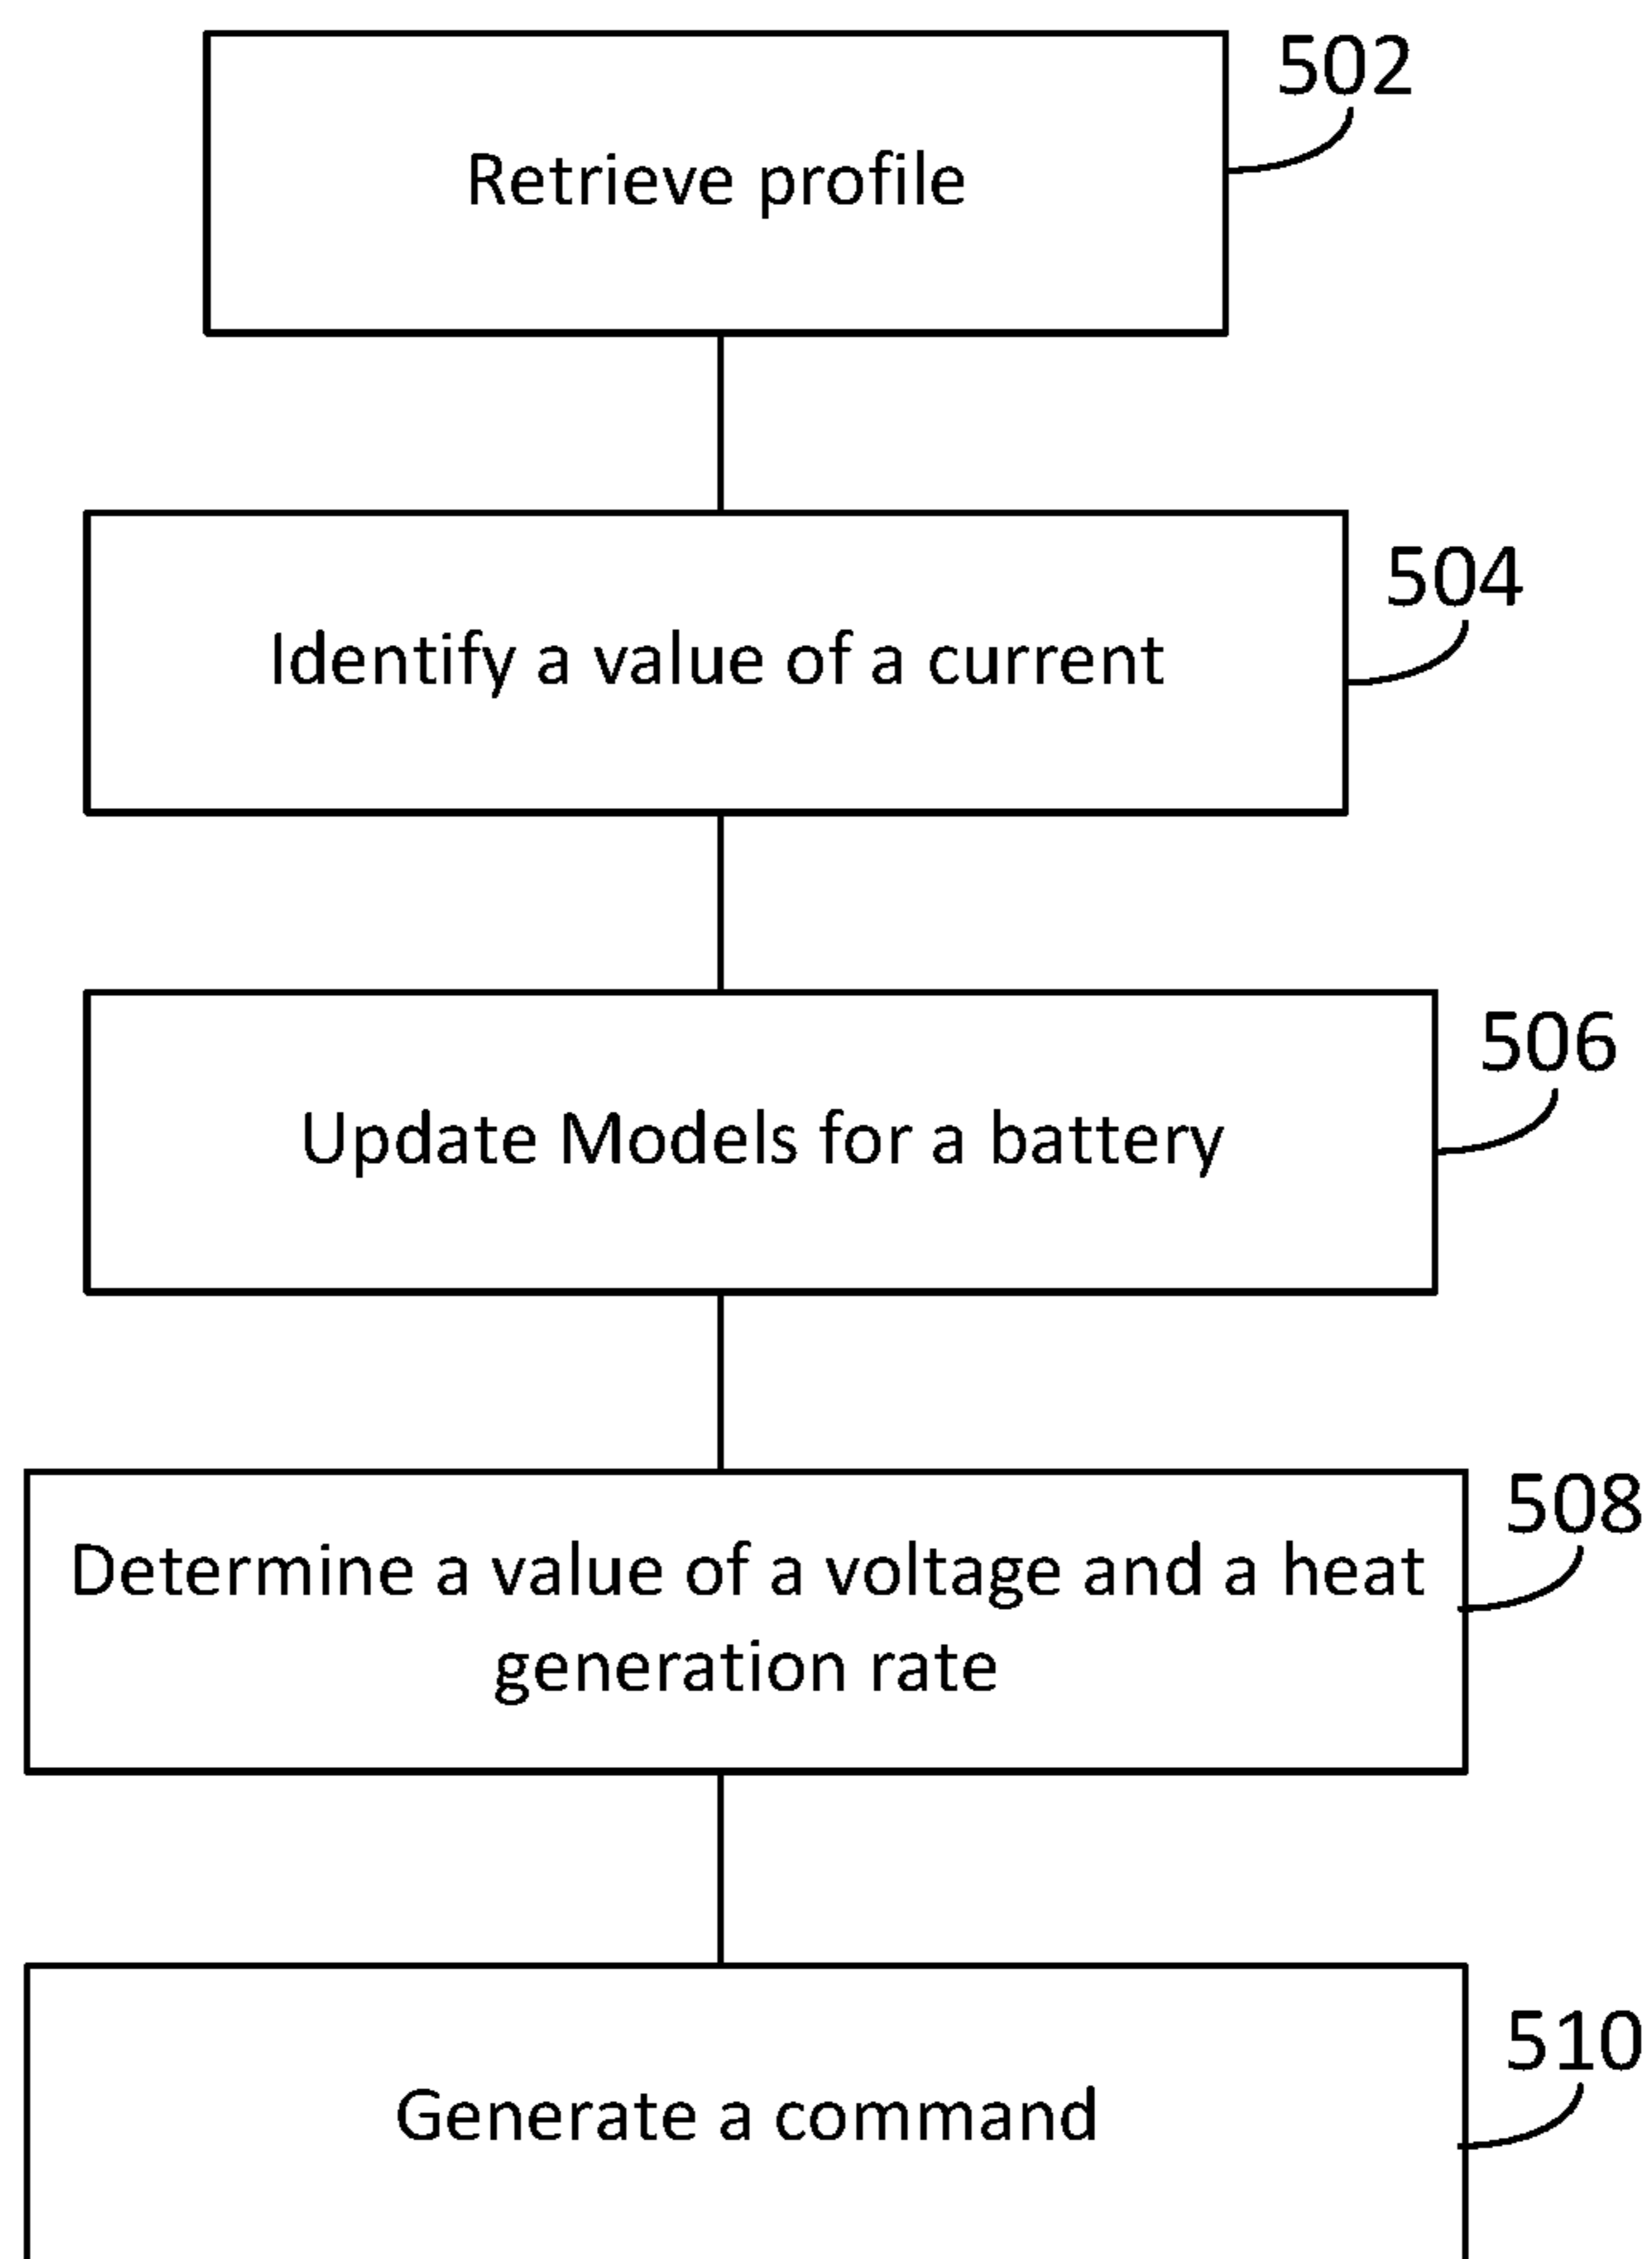 502
Retrieve profile
504
Identify a value of a current
506
Update Models for a battery
508
Determine a value of a voltage and a heat
generation rate
510
Generate a command